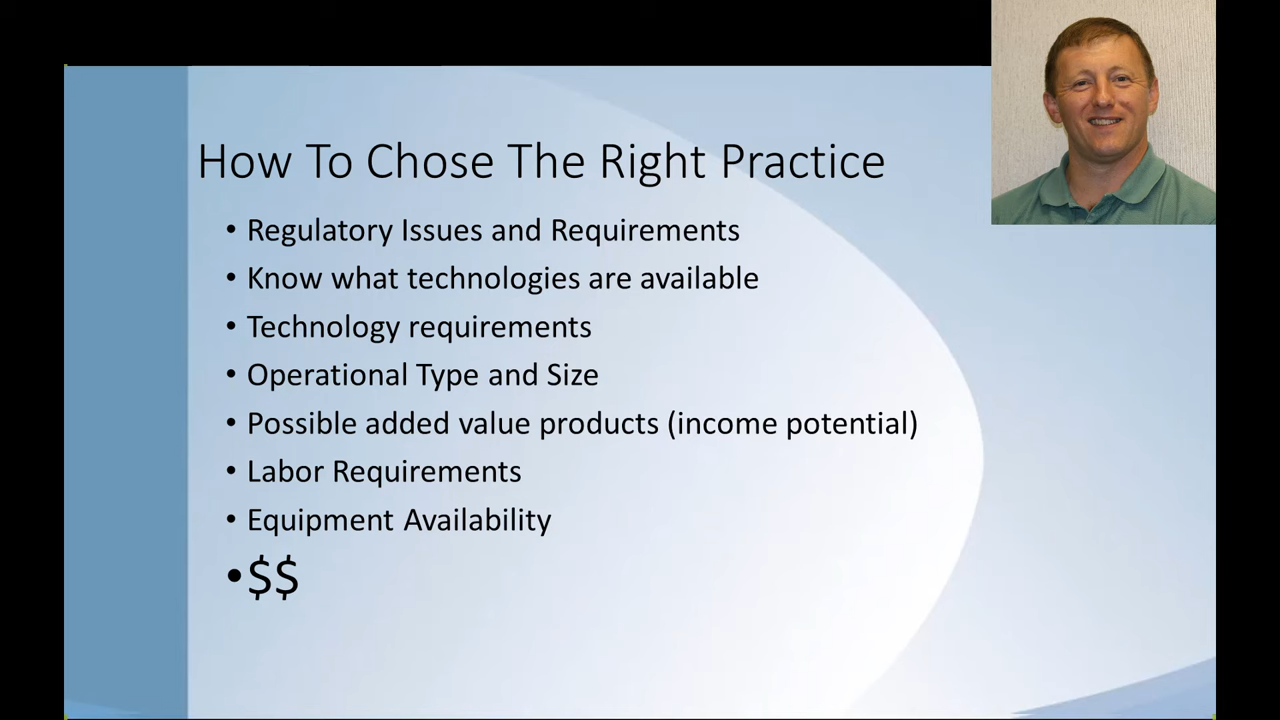 How To Chose The Right Practice
• Regulatory Issues and Requirements
• Know what technologies are available
• Technology requirements
• Operational Type and Size
• Possible added value products (income potential)
• Labor Requirements
• Equipment Availability
• $$